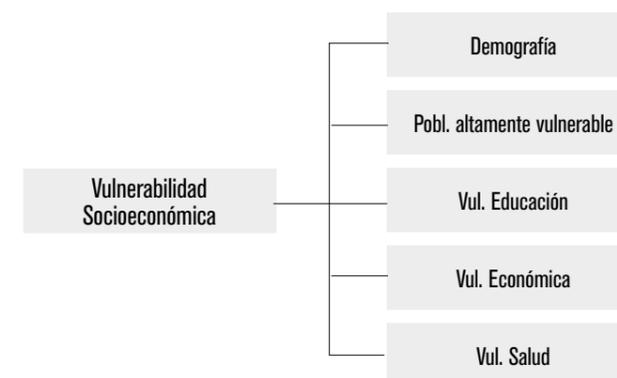 Vulnerabilidad
Socioeconómica
Demografía
Pobl. altamente vulnerable
Vul. Educación
Vul. Económica
Vul. Salud